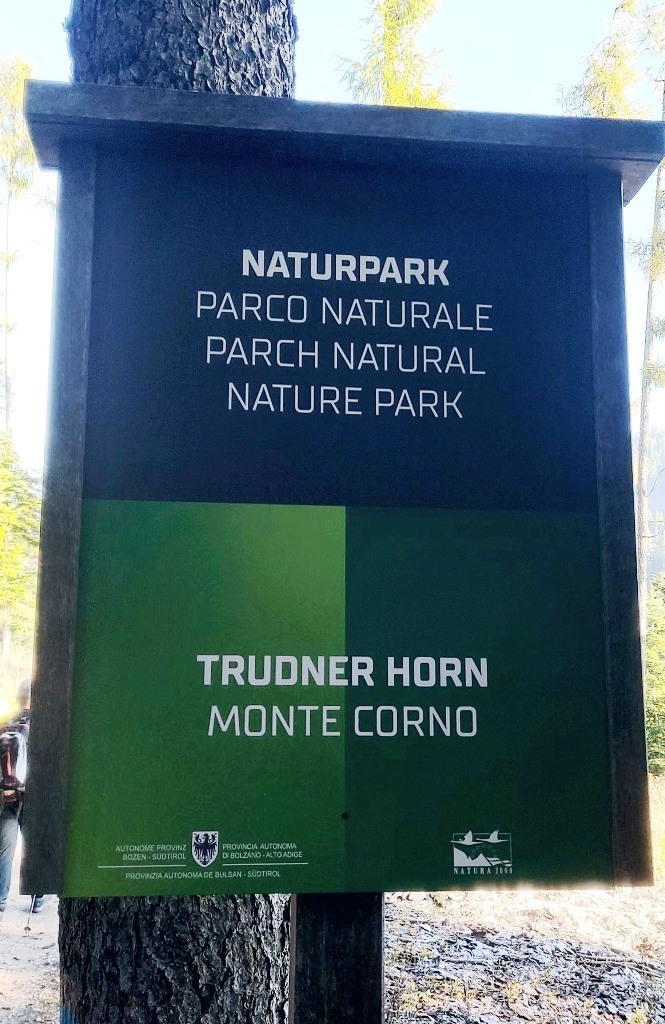 NATURPARK
PARCO NATURALE
PARCH NATURAL
NATURE PARK
TRUDNER HORN
MONTE CORNO
AUTONOME PROVINZ
BOZEN - SÜDTIROL
PROVINCIA AUTONOMA
DI BOLZANO - ALTO ADIGE
PROVINZIA AUTONOMA DE BULSAN - SÜDTIROL
NATURA 2000